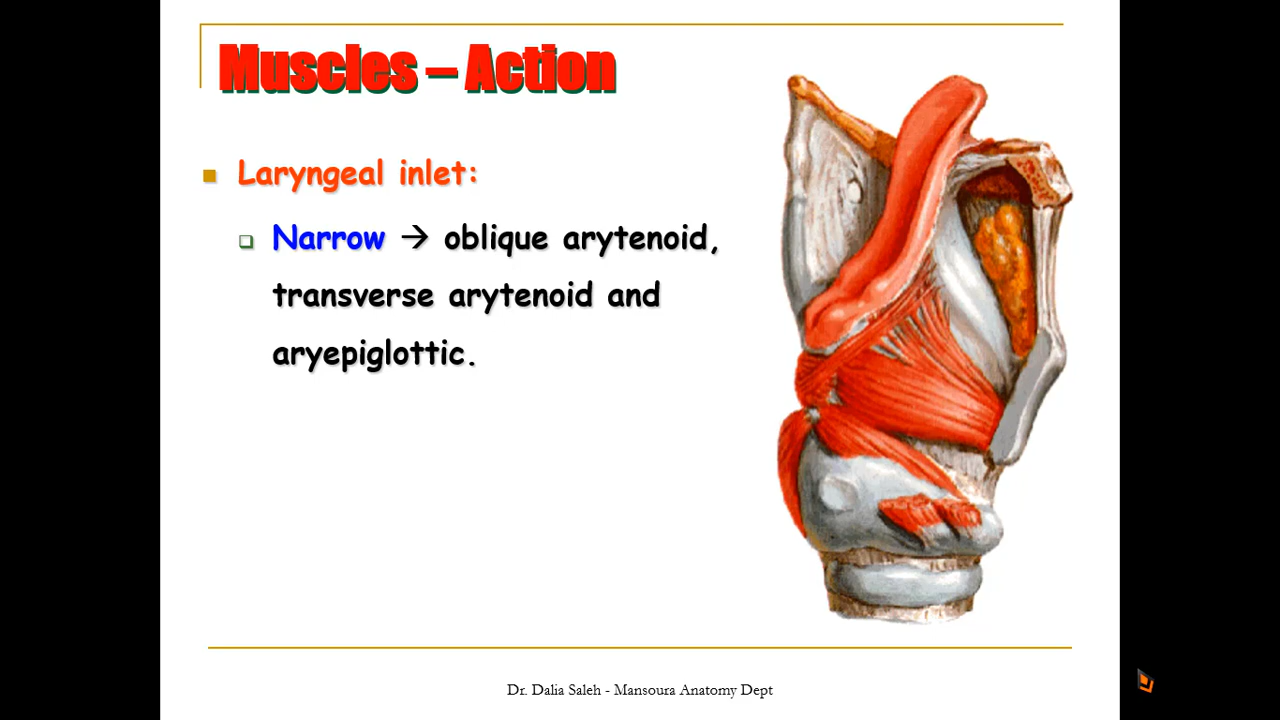 Muscles – Action
Laryngeal inlet:
Narrow → oblique arytenoid,
transverse arytenoid and
aryepiglottic.
Dr. Dalia Saleh - Mansoura Anatomy Dept